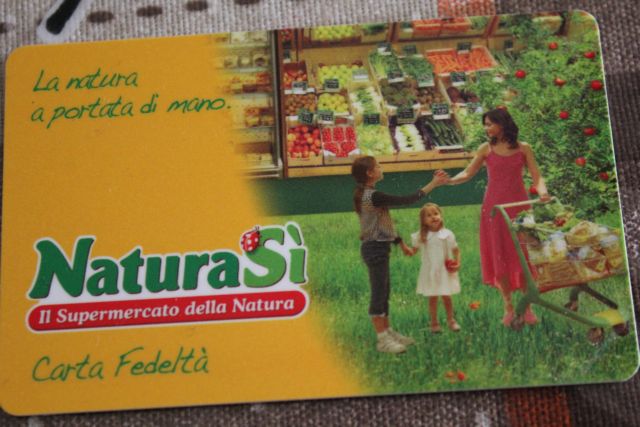 La natura
a portata di mano.
NaturaSì
Il Supermercato della Natura
Carta Fedeltà